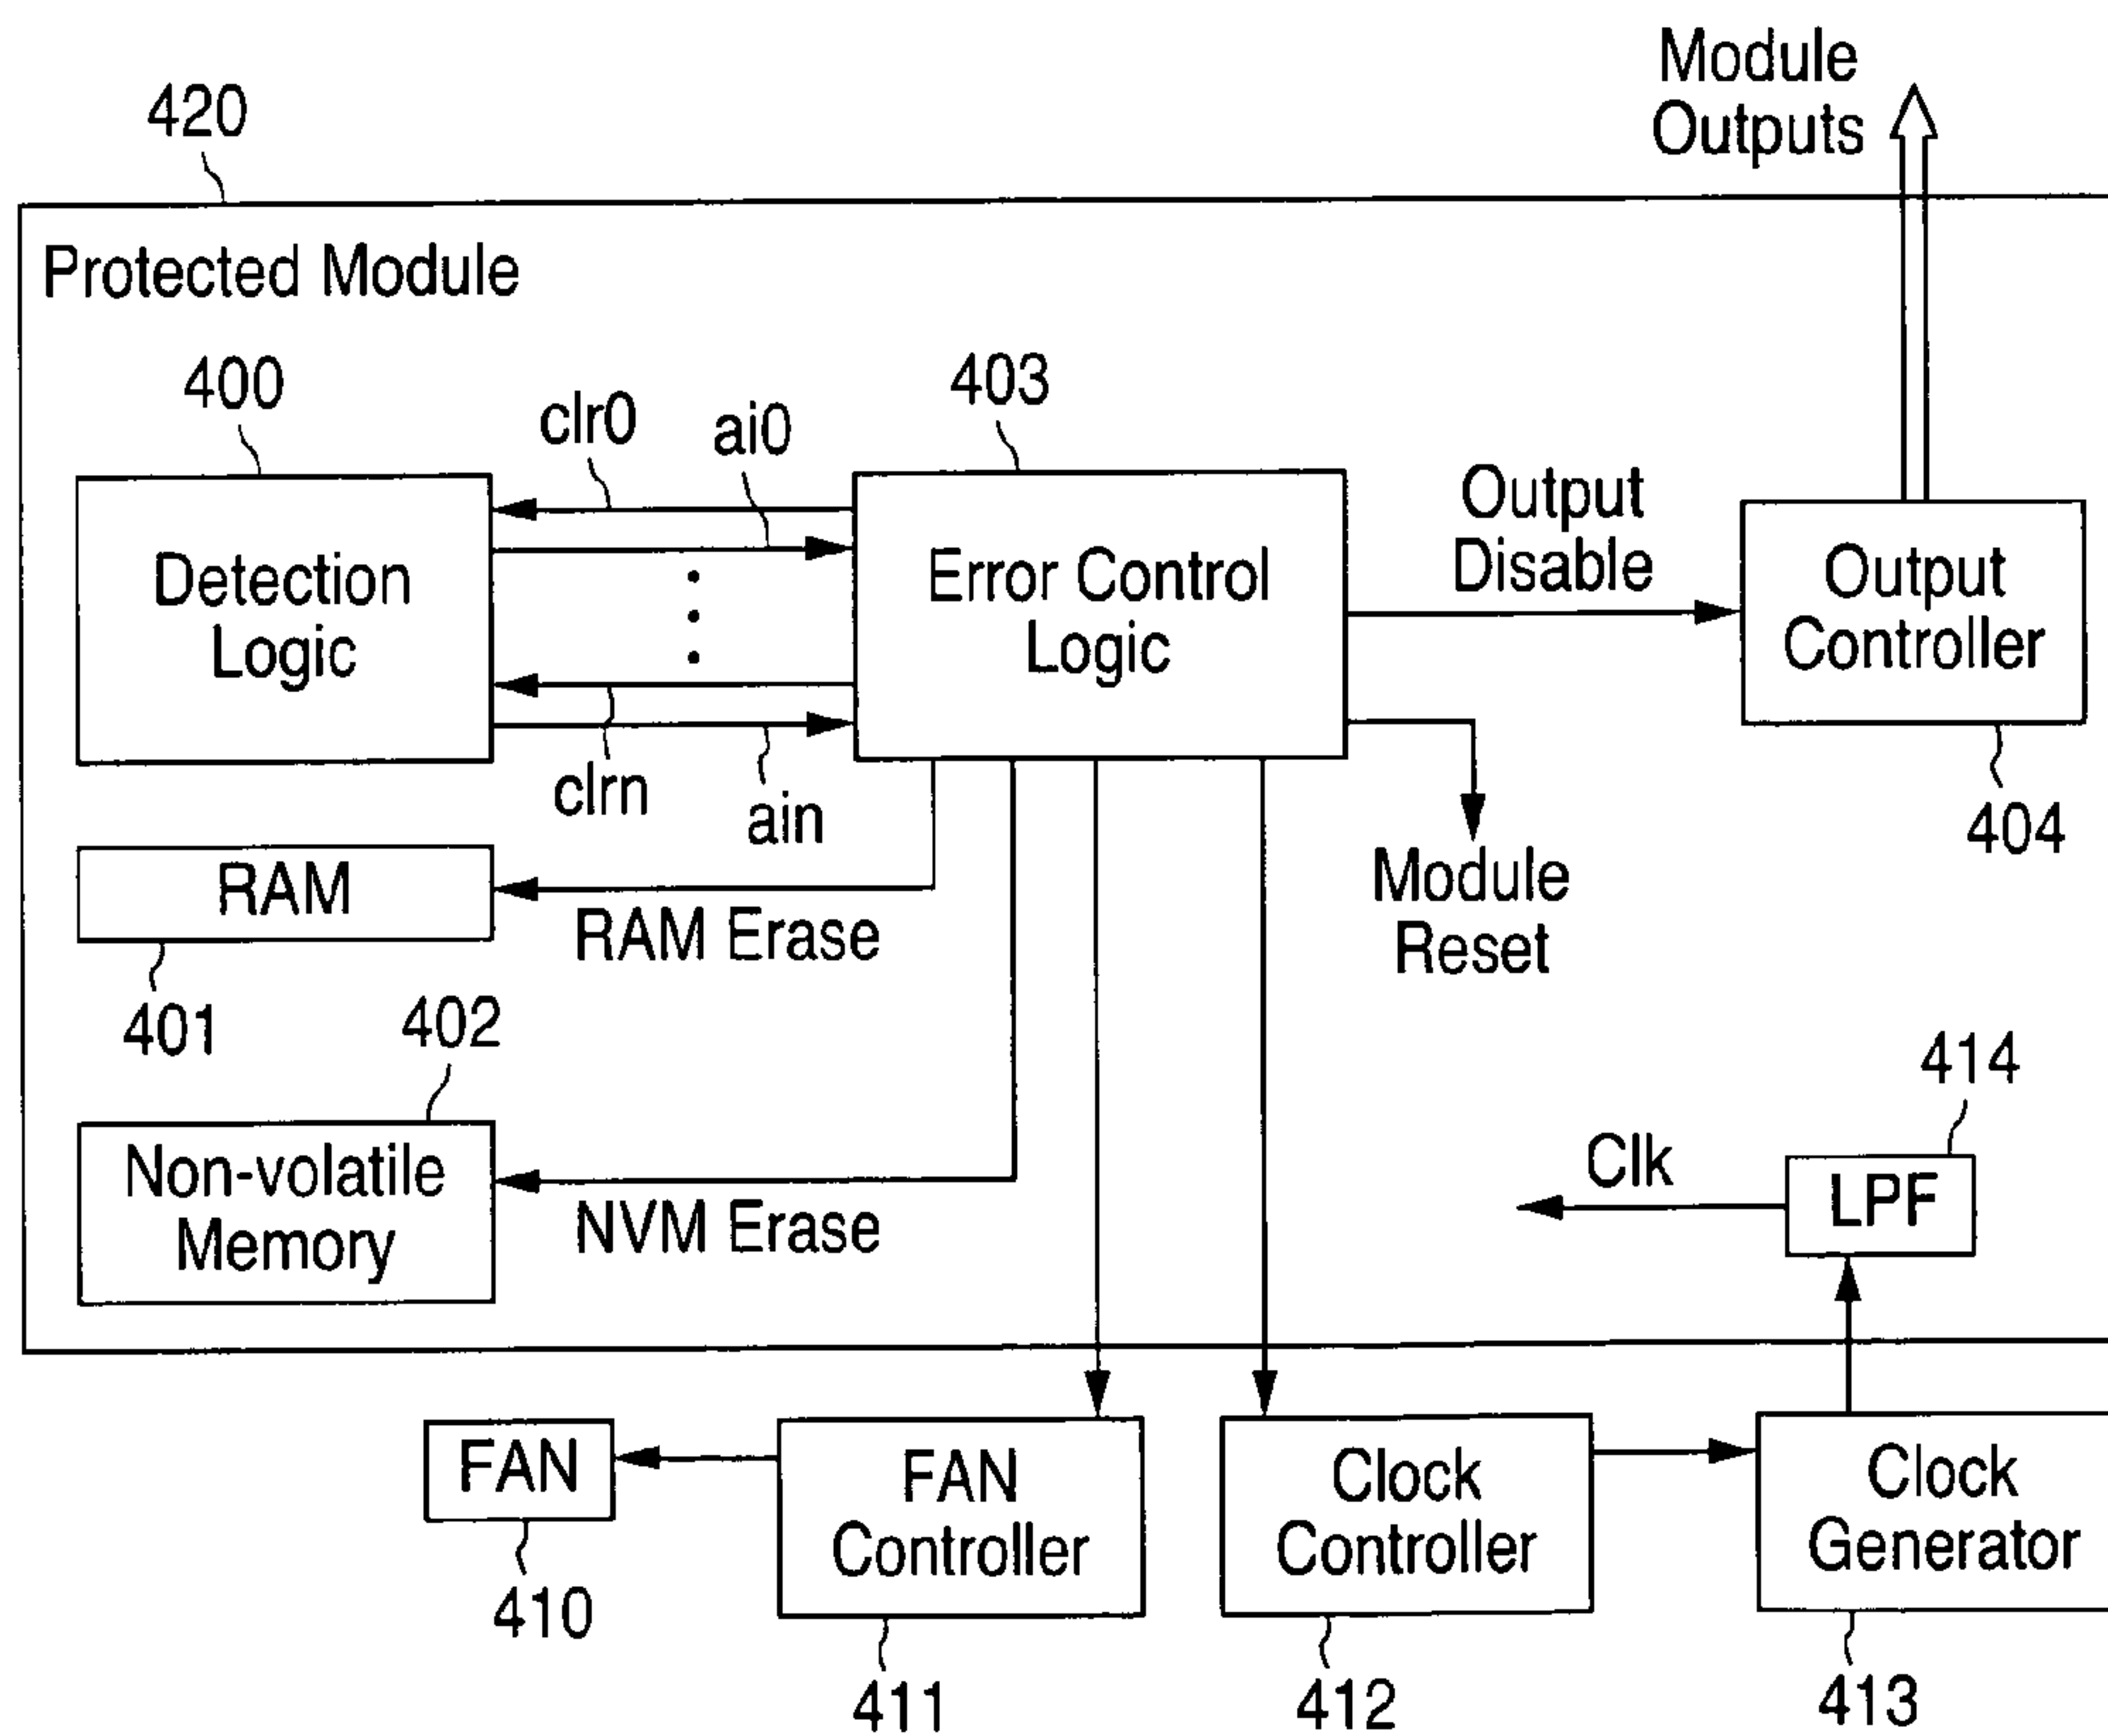 Module
Outputs
420
Protected Module
400
clr0
ai0
403
Detection
Logic
Error Control
Logic
Output
Disable
Output
Controller
clrn
ain
404
RAM
RAM Erase
Module
Reset
401
402
414
Non-volatile
Memory
NVM Erase
Clk
LPF
FAN
FAN
Controller
Clock
Controller
Clock
Generator
410
411
412
413